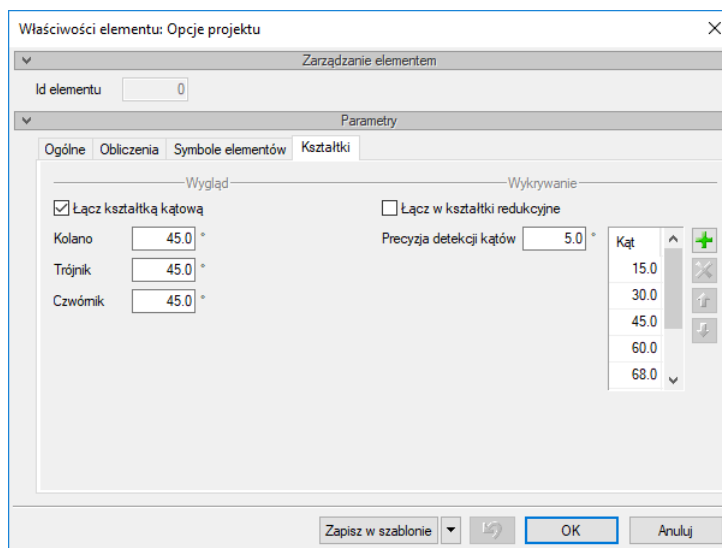 Właściwości elementu: Opcje projektu
Zarządzanie elementem
Id elementu 0
Parametry
Ogólne Obliczenia Symbole elementów Kształtki
Wygląd Wykrywanie
Łącz kształtką kątową Łącz w kształtki redukcyjne
Kolano 45.0 ° Precyzja detekcji kątów 5.0 ° Kąt
15.0
Trójnik 45.0 °
30.0
Czwórnik 45.0 °
45.0
60.0
68.0
Zapisz w szablonie OK Anuluj